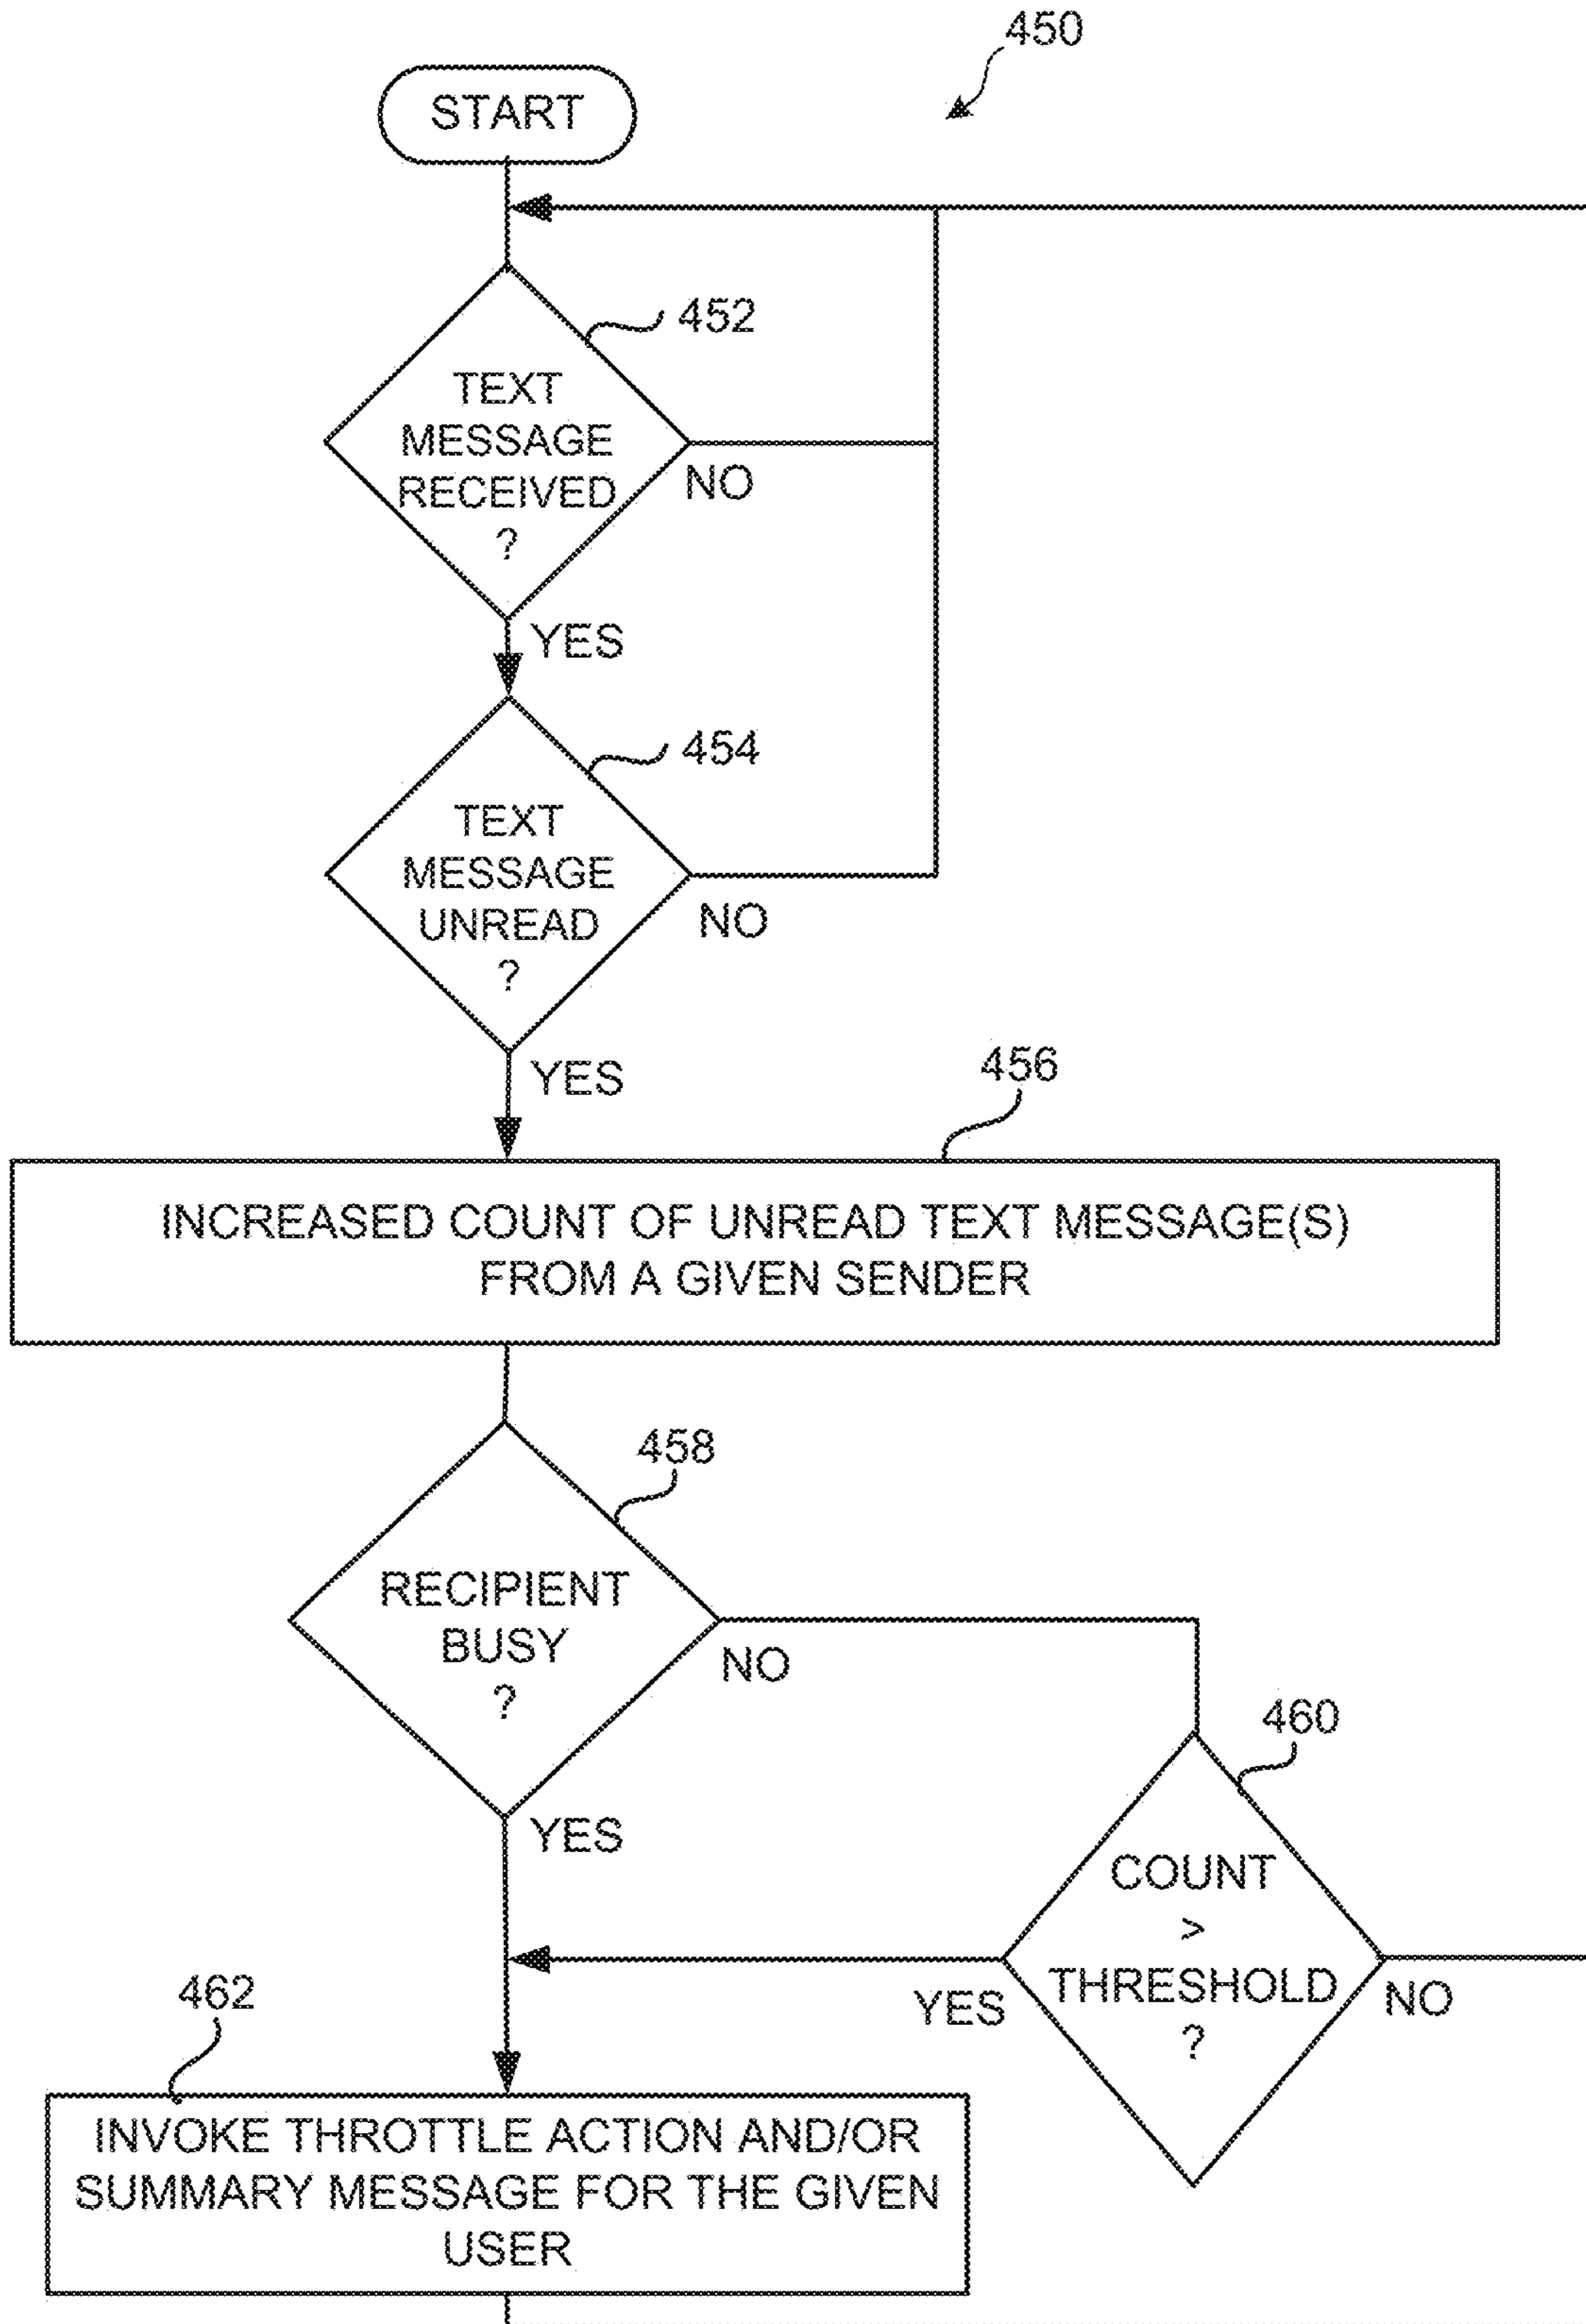 450
START
452
TEXT
MESSAGE
RECEIVED
?
NO
YES
454
TEXT
MESSAGE
UNREAD
?
NO
YES
456
INCREASED COUNT OF UNREAD TEXT MESSAGE(S)
FROM A GIVEN SENDER
458
RECIPIENT
BUSY
?
NO
YES
460
COUNT
>
THRESHOLD
?
YES
NO
462
INVOKE THROTTLE ACTION AND/OR
SUMMARY MESSAGE FOR THE GIVEN
USER